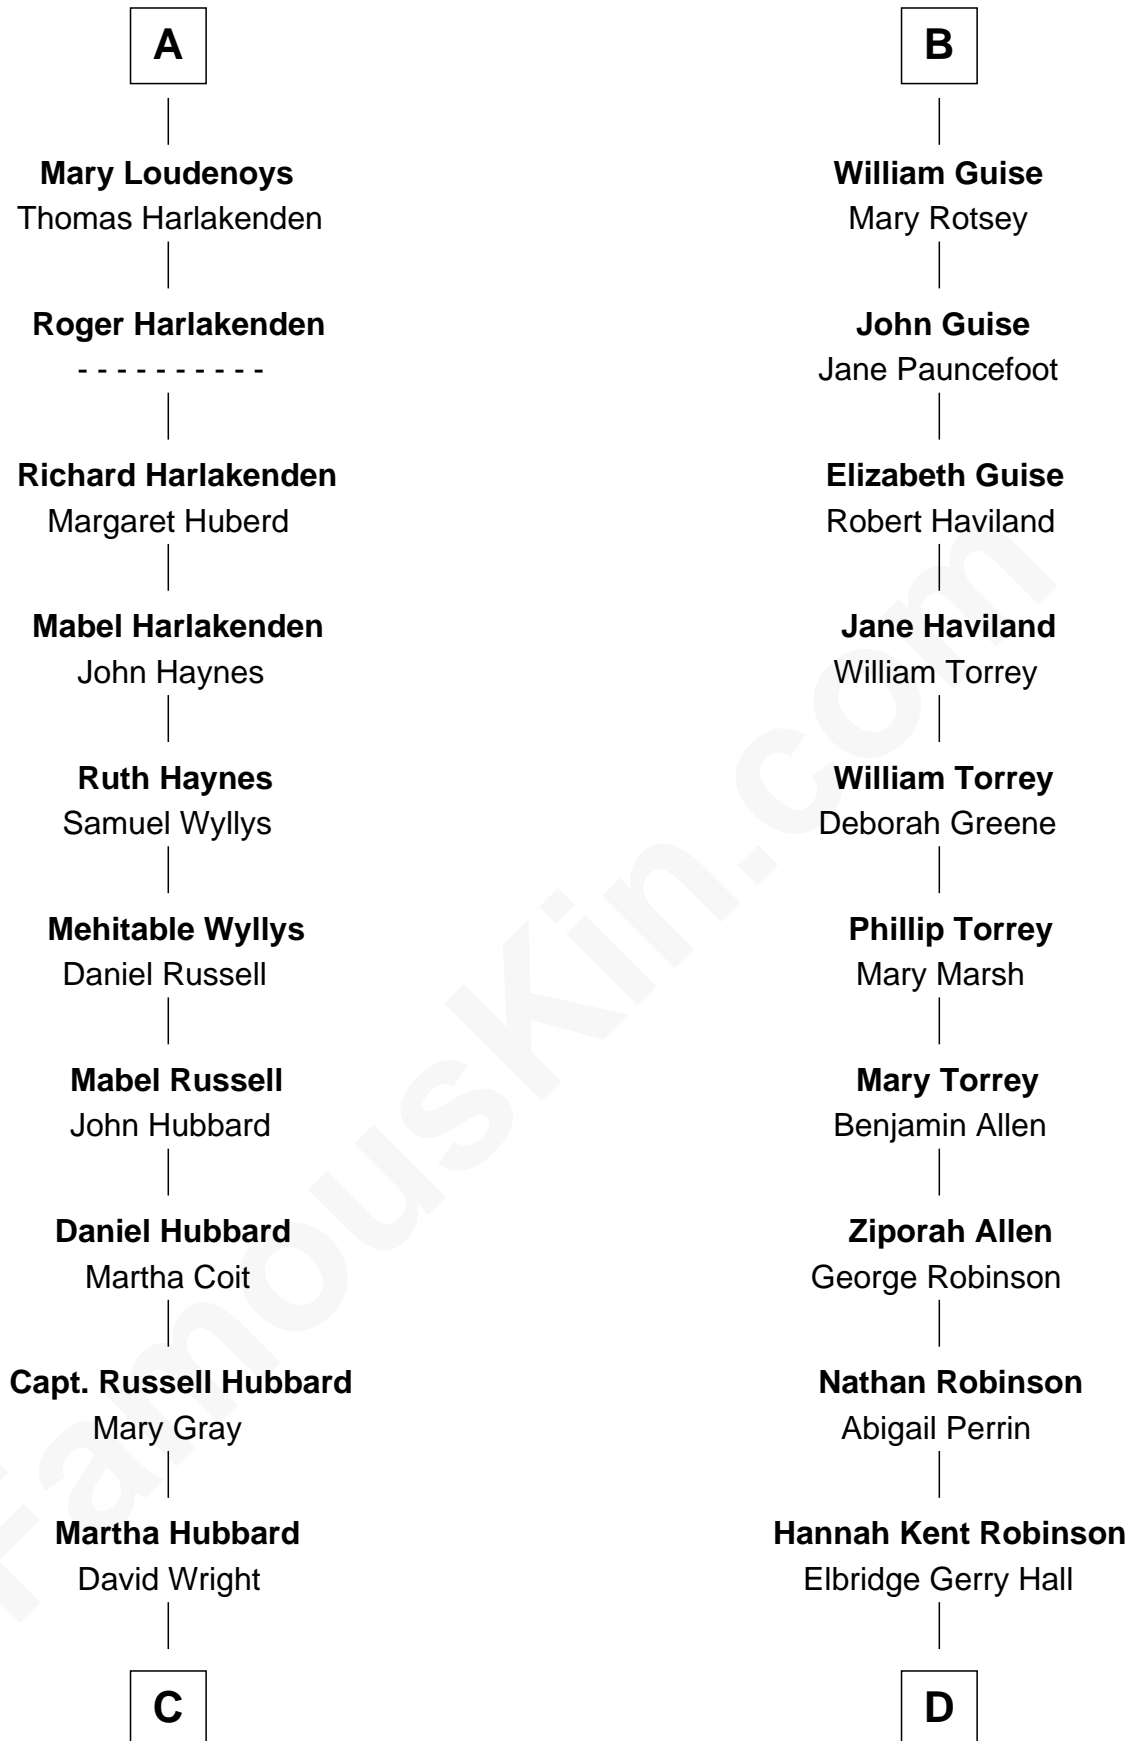 A
Mary Loudenoys
Thomas Harlakenden
Roger Harlakenden
- - - - - - - - - -
Richard Harlakenden
Margaret Huberd
Mabel Harlakenden
John Haynes
Ruth Haynes
Samuel Wyllys
Mehitable Wyllys
Daniel Russell
Mabel Russell
John Hubbard
Daniel Hubbard
Martha Coit
Capt. Russell Hubbard
Mary Gray
Martha Hubbard
David Wright
C
B
William Guise
Mary Rotsey
John Guise
Jane Pauncefoot
Elizabeth Guise
Robert Haviland
Jane Haviland
William Torrey
William Torrey
Deborah Greene
Phillip Torrey
Mary Marsh
Mary Torrey
Benjamin Allen
Ziporah Allen
George Robinson
Nathan Robinson
Abigail Perrin
Hannah Kent Robinson
Elbridge Gerry Hall
D
FamousKin.com